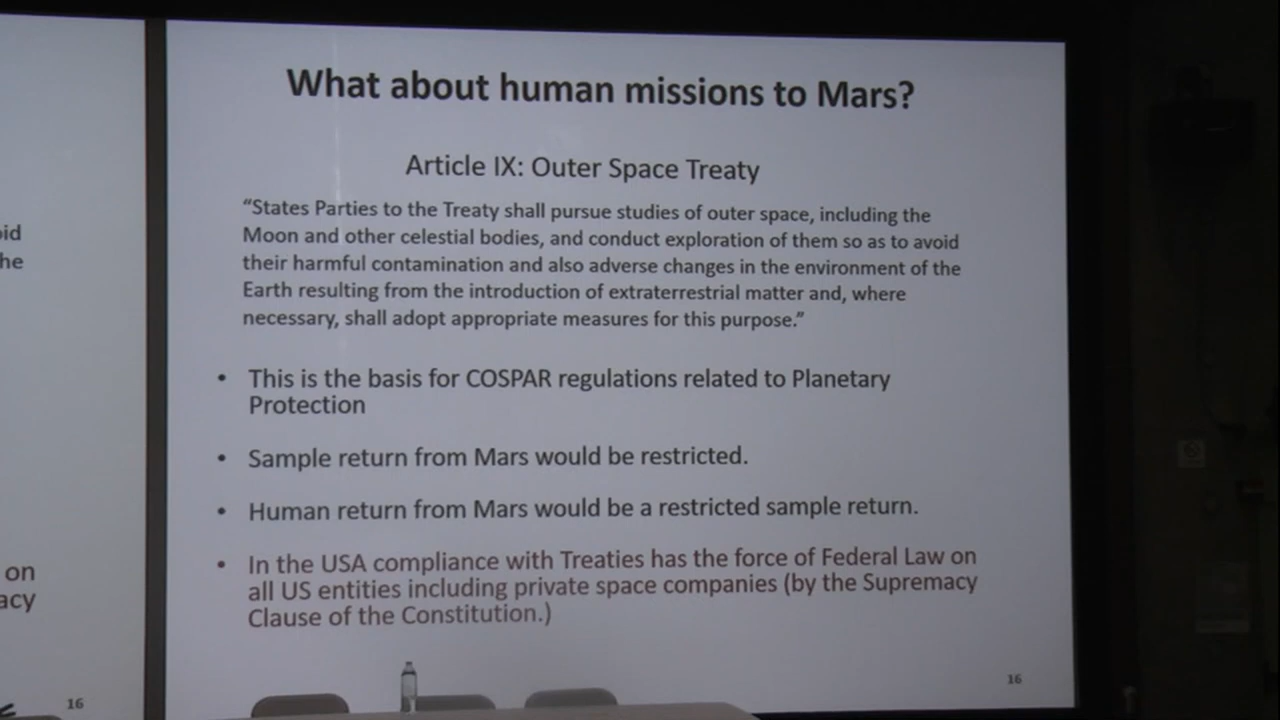 What about human missions to Mars?
Article IX: Outer Space Treaty
“States Parties to the Treaty shall pursue studies of outer space, including the
Moon and other celestial bodies, and conduct exploration of them so as to avoid
their harmful contamination and also adverse changes in the environment of the
Earth resulting from the introduction of extraterrestrial matter and, where
necessary, shall adopt appropriate measures for this purpose.”
• This is the basis for COSPAR regulations related to Planetary
Protection
• Sample return from Mars would be restricted.
• Human return from Mars would be a restricted sample return.
• In the USA compliance with Treaties has the force of Federal Law on
all US entities including private space companies (by the Supremacy
Clause of the Constitution.)
16
oid
he
on
acy
16